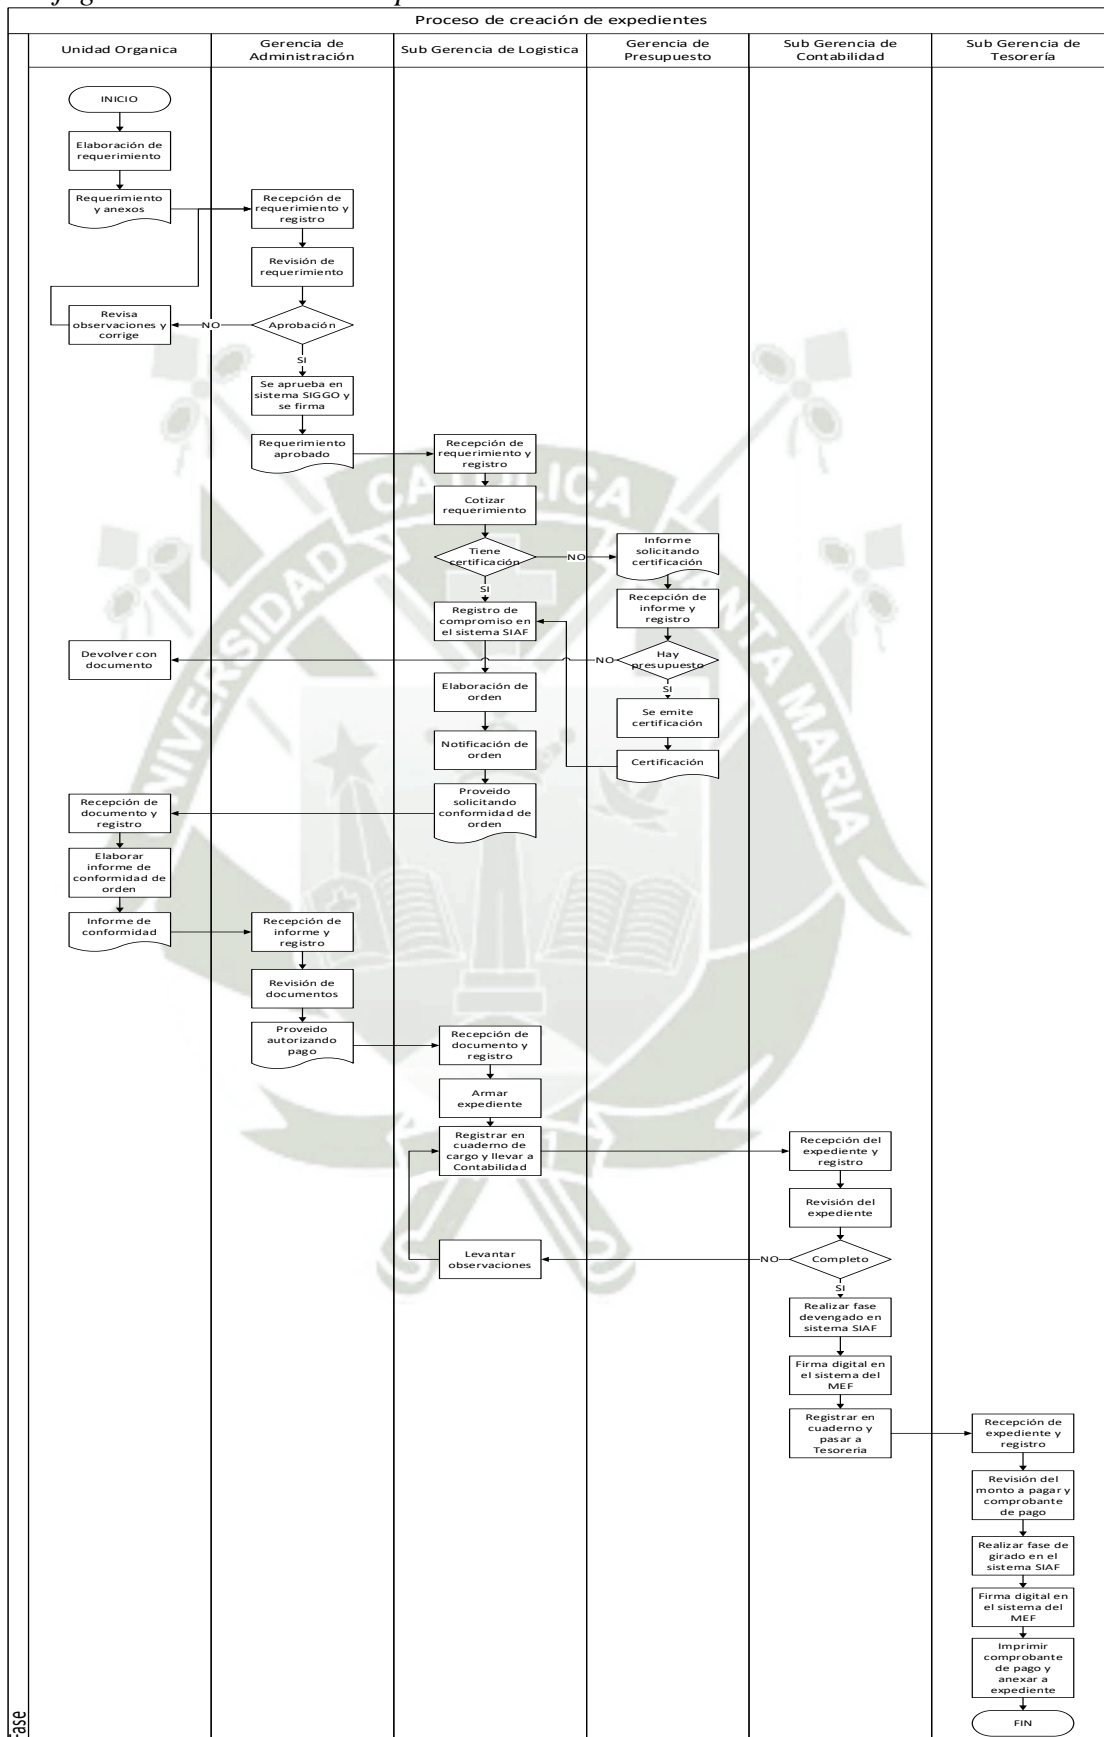 Proceso de creación de expedientes
Unidad Organica
Gerencia de
Administración
Sub Gerencia de Logistica
Gerencia de
Presupuesto
Sub Gerencia de
Contabilidad
Sub Gerencia de
Tesorería
INICIO
Elaboración de
requerimiento
Requerimiento
y anexos
Recepción de
requerimiento y
registro
Revisión de
requerimiento
Revisa
observaciones y
corrige
NO
Aprobación
SI
Se aprueba en
sistema SIGGO y
se firma
Requerimiento
aprobado
Recepción de
requerimiento y
registro
Cotizar
requerimiento
Tiene
certificación
NO
Informe
solicitando
certificación
SI
Registro de
compromiso en
el sistema SIAF
Recepción de
informe y
registro
Devolver con
documento
NO
Hay
presupuesto
SI
Elaboración de
orden
Se emite
certificación
Notificación de
orden
Certificación
Proveido
solicitando
conformidad de
orden
Recepción de
documento y
registro
Elaborar
informe de
conformidad de
orden
Informe de
conformidad
Recepción de
informe y
registro
Revisión de
documentos
Proveido
autorizando
pago
Recepción de
documento y
registro
Armar
expediente
Registrar en
cuaderno de
cargo y llevar a
Contabilidad
Recepción del
expediente y
registro
Revisión del
expediente
Levantar
observaciones
NO
Completo
SI
Realizar fase
devengado en
sistema SIAF
Firma digital en
el sistema del
MEF
Registrar en
cuaderno y
pasar a
Tesoreria
Recepción de
expediente y
registro
Revisión del
monto a pagar y
comprobante
de pago
Realizar fase de
girado en el
sistema SIAF
Firma digital en
el sistema del
MEF
Imprimir
comprobante
de pago y
anexar a
expediente
FIN
Fase
UNIVERSIDAD CATOLICA SANTA MARIA